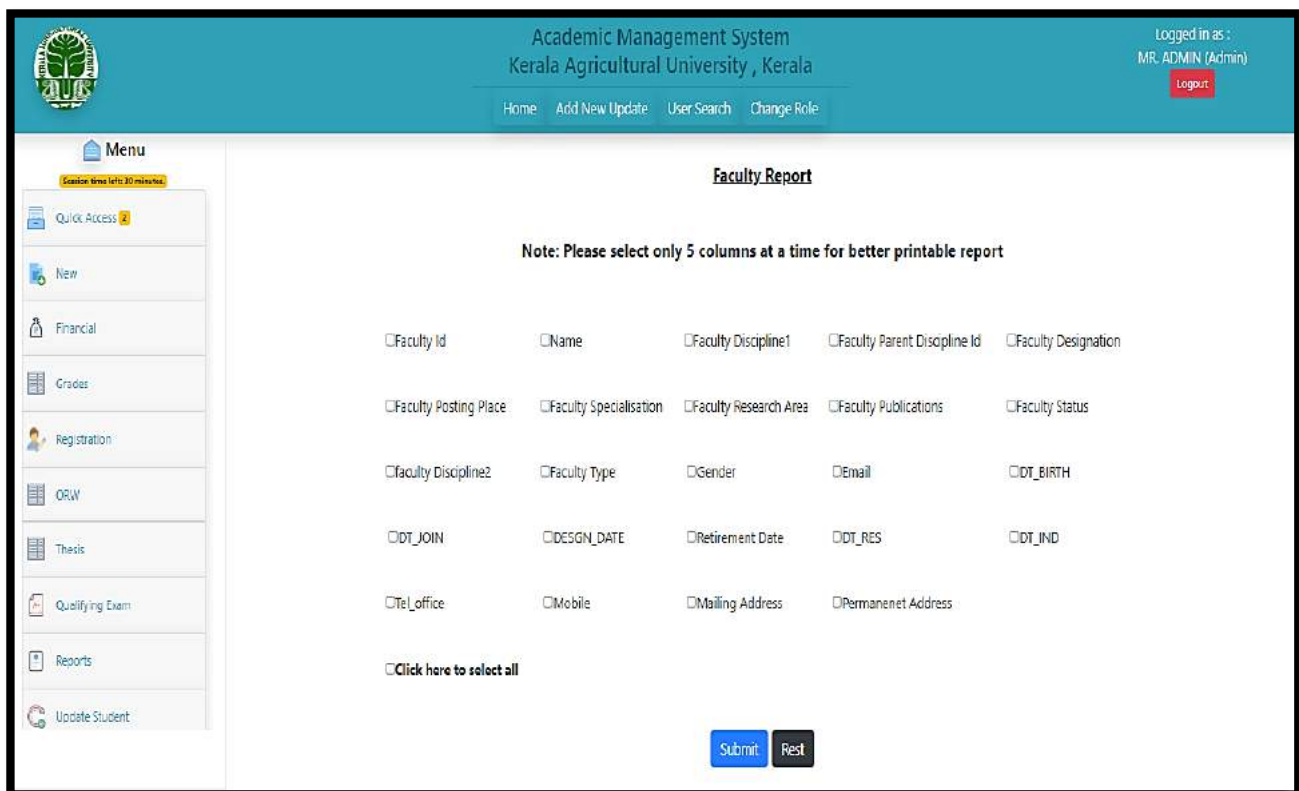 Academic Management System
Kerala Agricultural University , Kerala
Logged in as :
MR. ADMIN (Admin)
Logout
Home Add New Update User Search Change Role
Menu
Session time left: 30 minutes.
Quick Access 2
New
Financial
Grades
Registration
ORW
Thesis
Qualifying Exam
Reports
Update Student
Faculty Report
Note: Please select only 5 columns at a time for better printable report
Faculty Id Name Faculty Discipline1 Faculty Parent Discipline Id Faculty Designation
Faculty Posting Place Faculty Specialisation Faculty Research Area Faculty Publications Faculty Status
faculty Discipline2 Faculty Type Gender Email DT_BIRTH
DT_JOIN DESGN_DATE Retirement Date DT_RES DT_IND
Tel_office Mobile Mailing Address Permanenet Address
Click here to select all
Submit Rest